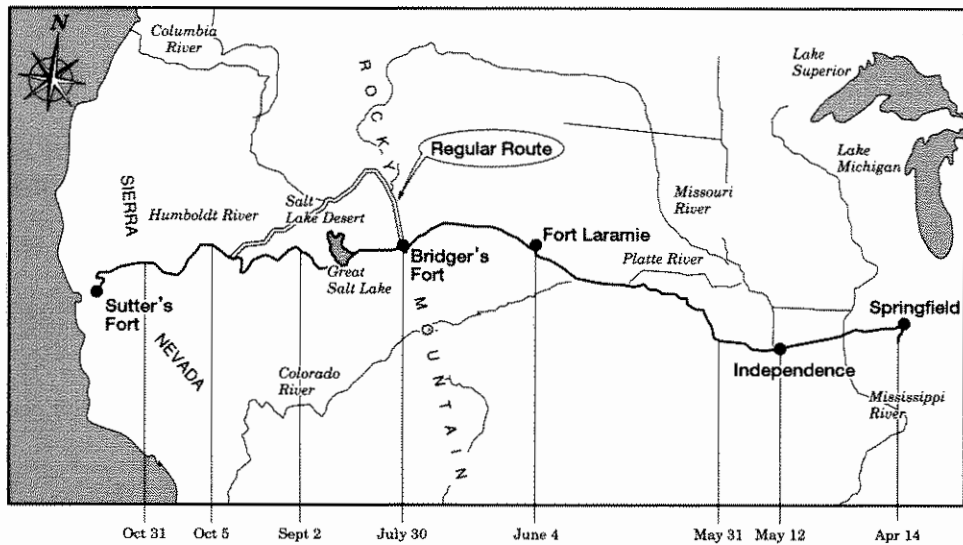 N
Columbia
River
ROCKY
Lake
Superior
Regular Route
Lake
Michigan
SIERRA
Humboldt River
Salt
Lake Desert
Missouri
River
Fort Laramie
Bridger's
Fort
Platte River
Great
Salt Lake
Sutter's
Fort
MOUNTAIN
Springfield
NEVADA
Independence
Colorado
River
Mississippi
River
Oct 31
Oct 5
Sept 2
July 30
June 4
May 31
May 12
Apr 14